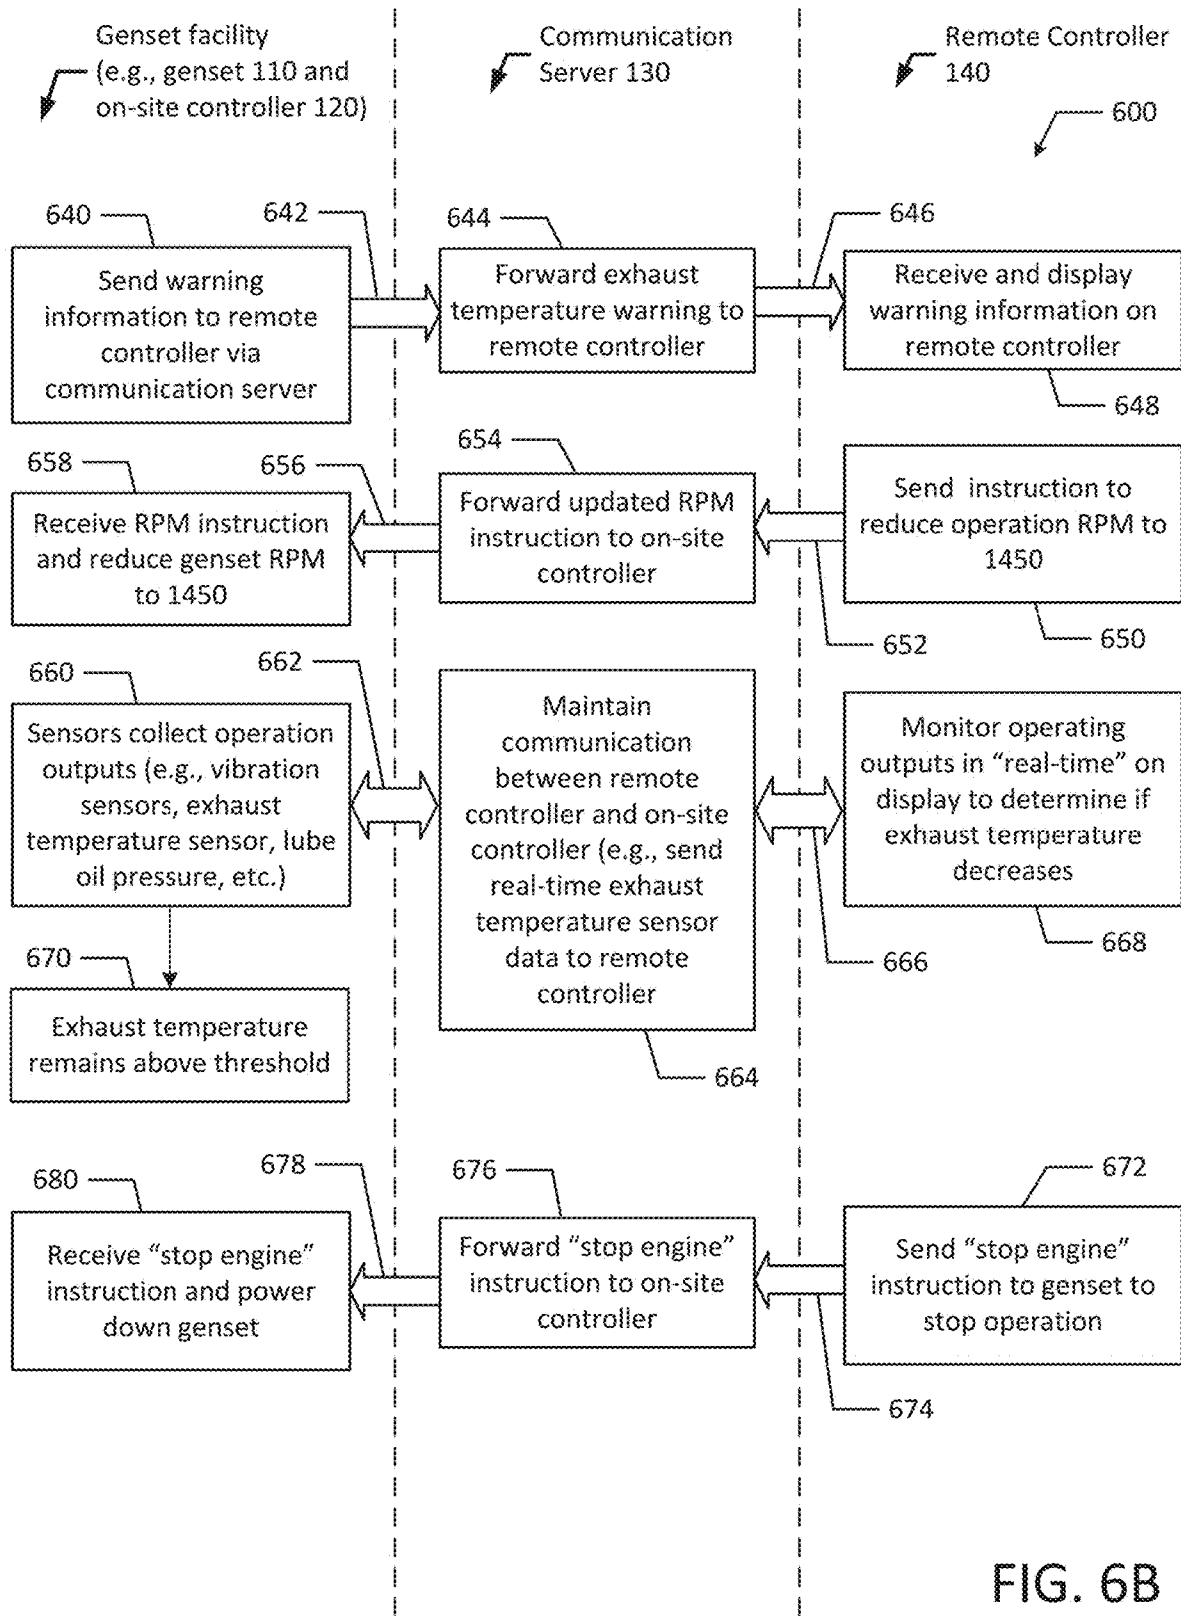 Genset facility
(e.g., genset 110 and
on-site controller 120)
Communication
Server 130
Remote Controller
140
600
640
642
644
646
Send warning
information to remote
controller via
communication server
Forward exhaust
temperature warning to
remote controller
Receive and display
warning information on
remote controller
648
658
656
654
Receive RPM instruction
and reduce genset RPM
to 1450
Forward updated RPM
instruction to on-site
controller
Send instruction to
reduce operation RPM to
1450
652
650
660
662
Sensors collect operation
outputs (e.g., vibration
sensors, exhaust
temperature sensor, lube
oil pressure, etc.)
Maintain
communication
between remote
controller and on-site
controller (e.g., send
real-time exhaust
temperature sensor
data to remote
controller
Monitor operating
outputs in “real-time” on
display to determine if
exhaust temperature
decreases
666
668
670
Exhaust temperature
remains above threshold
664
680
678
676
672
Receive “stop engine”
instruction and power
down genset
Forward “stop engine”
instruction to on-site
controller
Send “stop engine”
instruction to genset to
stop operation
674
FIG. 6B